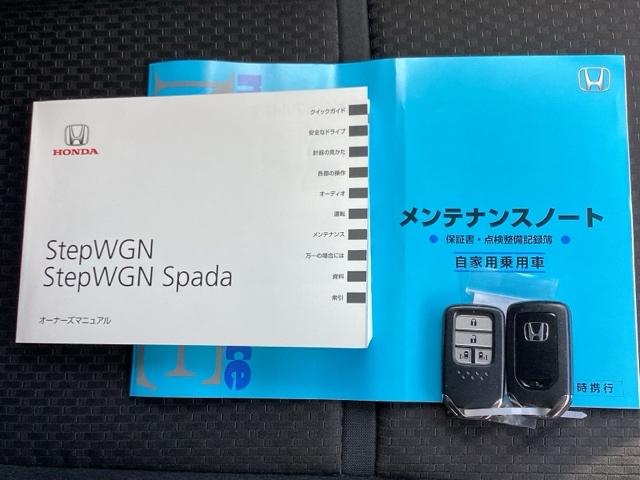 HONDA
StepWGN
StepWGN Spada
オーナーズマニュアル
クイックガイド
安全なドライブ
計器の見かた
各部の操作
オーディオ
運転
メンテナンス
万一の場合には
資料
索引
メンテナンスノート
● 保証書・点検整備記録簿 ●
自家用乗用車
時携行
ce